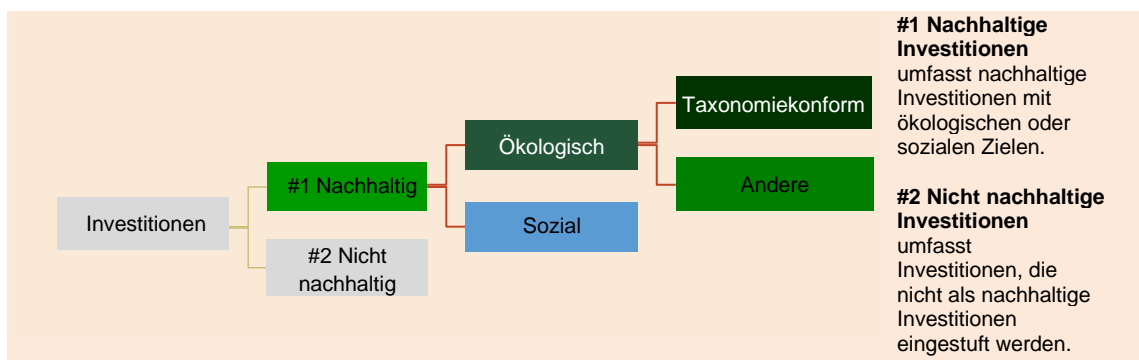 Investitionen
#1 Nachhaltig
#2 Nicht
nachhaltig
Ökologisch
Sozial
Taxonomiekonform
Andere
#1 Nachhaltige
Investitionen
umfasst nachhaltige
Investitionen mit
ökologischen oder
sozialen Zielen.
#2 Nicht nachhaltige
Investitionen
umfasst
Investitionen, die
nicht als nachhaltige
Investitionen
eingestuft werden.